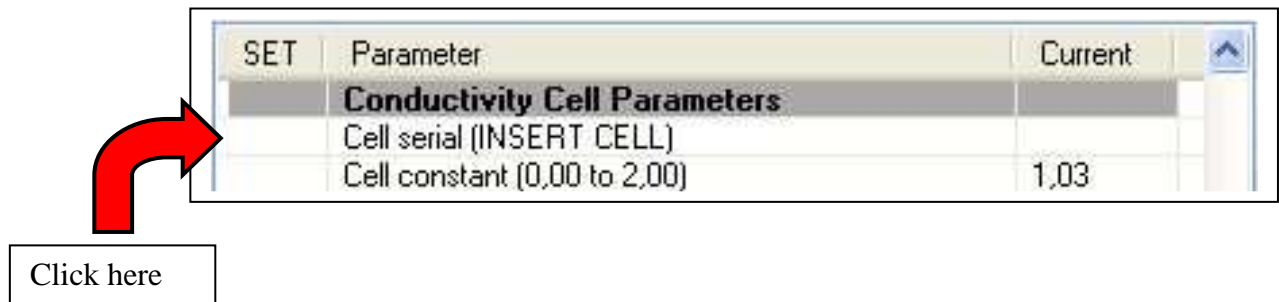 SET Parameter Current
Conductivity Cell Parameters
Cell serial (INSERT CELL)
Cell constant (0,00 to 2,00) 1,03
Click here